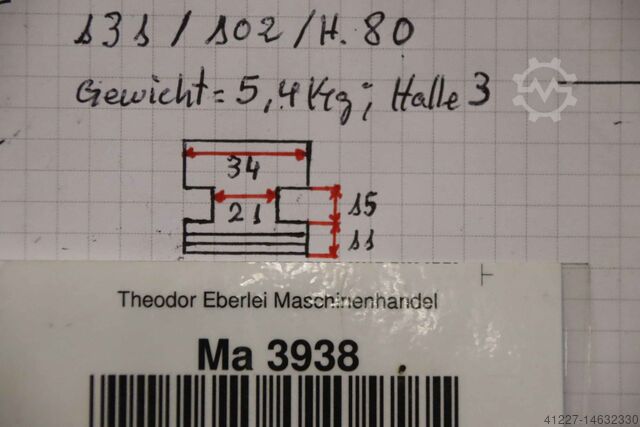 131 / 102 / H. 80
Gewicht = 5,4 Kg; Halle 3
34
21
15
11
Theodor Eberlei Maschinenhandel
Ma 3938
41227-14632330